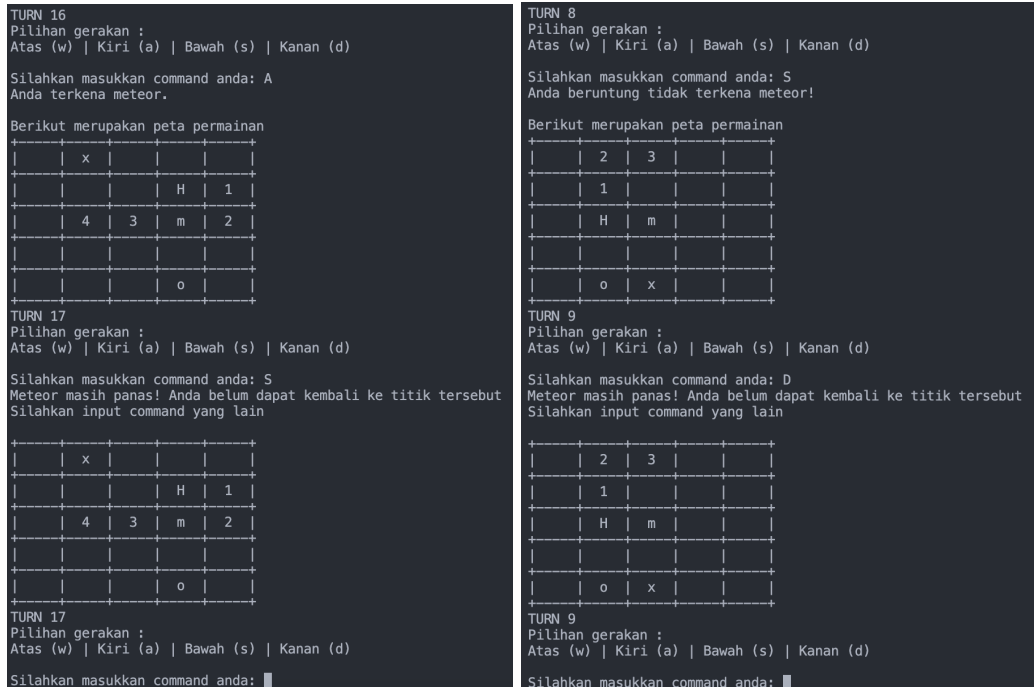 TURN 16
Pilihan gerakan :
Atas (w) | Kiri (a) | Bawah (s) | Kanan (d)
Silahkan masukkan command anda: A
Anda terkena meteor.
Berikut merupakan peta permainan
+-----+-----+-----+-----+-----+
|     |  x  |     |     |     |
+-----+-----+-----+-----+-----+
|     |     |     |  H  |  1  |
+-----+-----+-----+-----+-----+
|     |  4  |  3  |  m  |  2  |
+-----+-----+-----+-----+-----+
|     |     |     |     |     |
+-----+-----+-----+-----+-----+
|     |     |     |  o  |     |
+-----+-----+-----+-----+-----+
TURN 17
Pilihan gerakan :
Atas (w) | Kiri (a) | Bawah (s) | Kanan (d)
Silahkan masukkan command anda: S
Meteor masih panas! Anda belum dapat kembali ke titik tersebut
Silahkan input command yang lain
+-----+-----+-----+-----+-----+
|     |  x  |     |     |     |
+-----+-----+-----+-----+-----+
|     |     |     |  H  |  1  |
+-----+-----+-----+-----+-----+
|     |  4  |  3  |  m  |  2  |
+-----+-----+-----+-----+-----+
|     |     |     |     |     |
+-----+-----+-----+-----+-----+
|     |     |     |  o  |     |
+-----+-----+-----+-----+-----+
TURN 17
Pilihan gerakan :
Atas (w) | Kiri (a) | Bawah (s) | Kanan (d)
Silahkan masukkan command anda:
TURN 8
Pilihan gerakan :
Atas (w) | Kiri (a) | Bawah (s) | Kanan (d)
Silahkan masukkan command anda: S
Anda beruntung tidak terkena meteor!
Berikut merupakan peta permainan
+-----+-----+-----+-----+-----+
|     |  2  |  3  |     |     |
+-----+-----+-----+-----+-----+
|     |  1  |     |     |     |
+-----+-----+-----+-----+-----+
|     |  H  |  m  |     |     |
+-----+-----+-----+-----+-----+
|     |     |     |     |     |
+-----+-----+-----+-----+-----+
|     |  o  |  x  |     |     |
+-----+-----+-----+-----+-----+
TURN 9
Pilihan gerakan :
Atas (w) | Kiri (a) | Bawah (s) | Kanan (d)
Silahkan masukkan command anda: D
Meteor masih panas! Anda belum dapat kembali ke titik tersebut
Silahkan input command yang lain
+-----+-----+-----+-----+-----+
|     |  2  |  3  |     |     |
+-----+-----+-----+-----+-----+
|     |  1  |     |     |     |
+-----+-----+-----+-----+-----+
|     |  H  |  m  |     |     |
+-----+-----+-----+-----+-----+
|     |     |     |     |     |
+-----+-----+-----+-----+-----+
|     |  o  |  x  |     |     |
+-----+-----+-----+-----+-----+
TURN 9
Pilihan gerakan :
Atas (w) | Kiri (a) | Bawah (s) | Kanan (d)
Silahkan masukkan command anda: